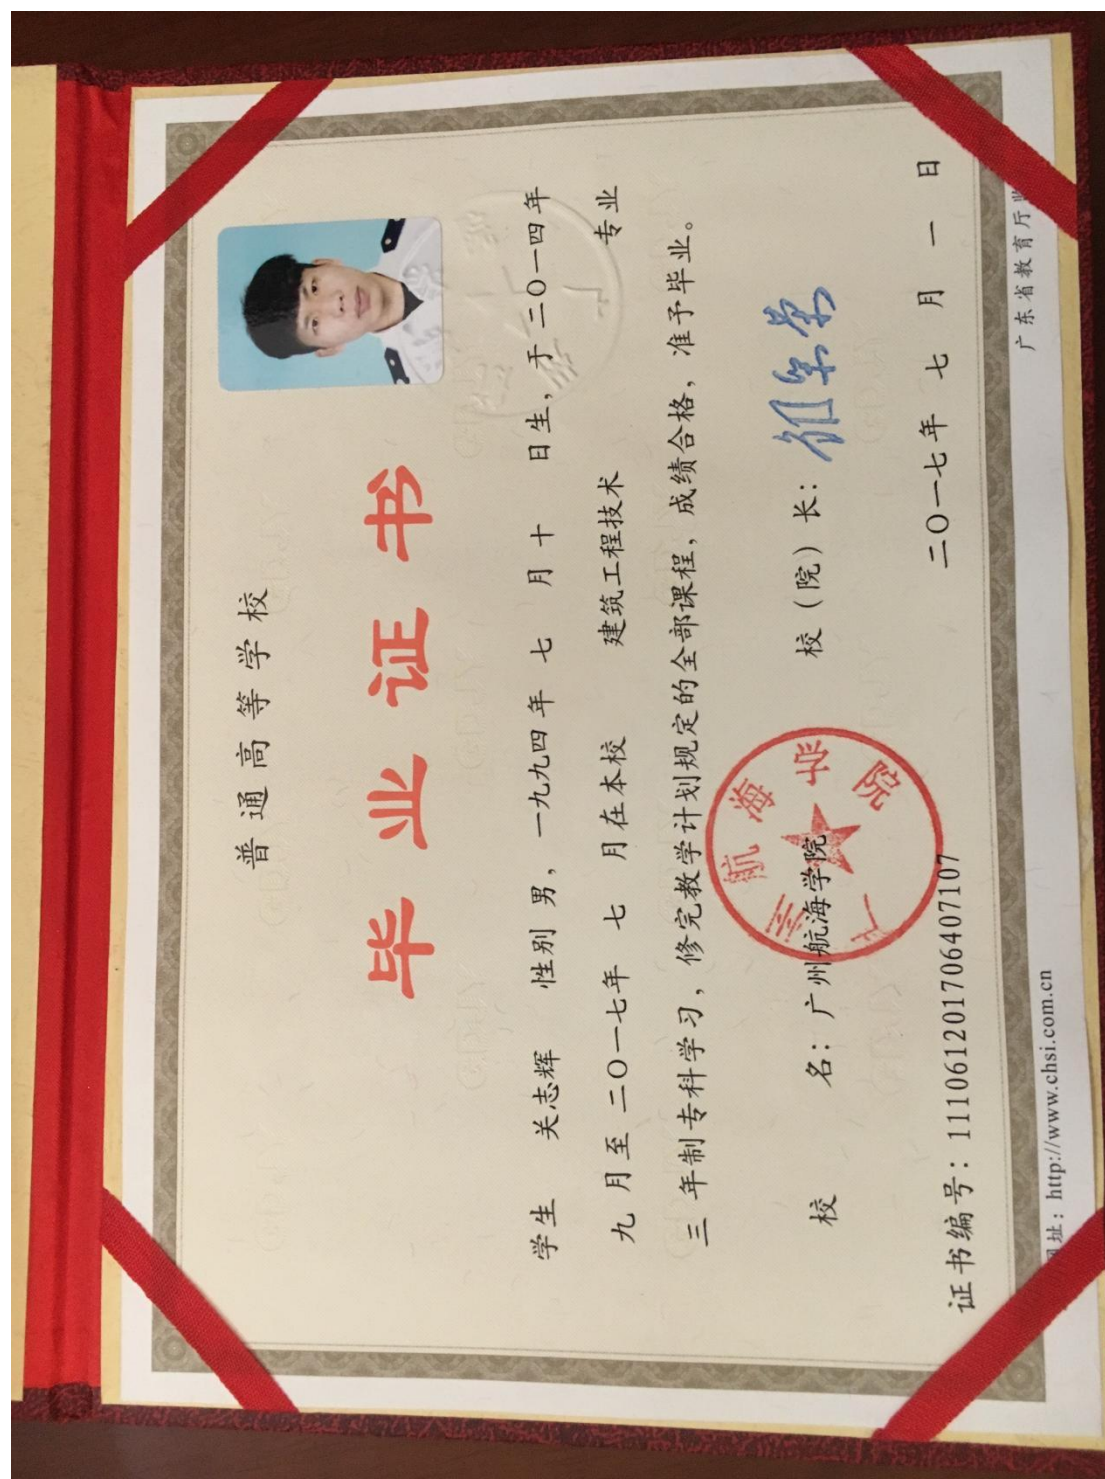 普通高等学校
毕业证书
学生 关志辉 性别 男，一九九四年 七 月 十 日生，于二〇一四年
九 月至 二〇一七年 七 月在本校 建筑工程技术 专业
三 年制专科学习，修完教学计划规定的全部课程，成绩合格，准予毕业。
校 名：广州航海学院 校（院）长：
广州航海学院
二〇一七年 七 月 一 日
证书编号：111061201706407107
网址：http://www.chsi.com.cn
广东省教育厅